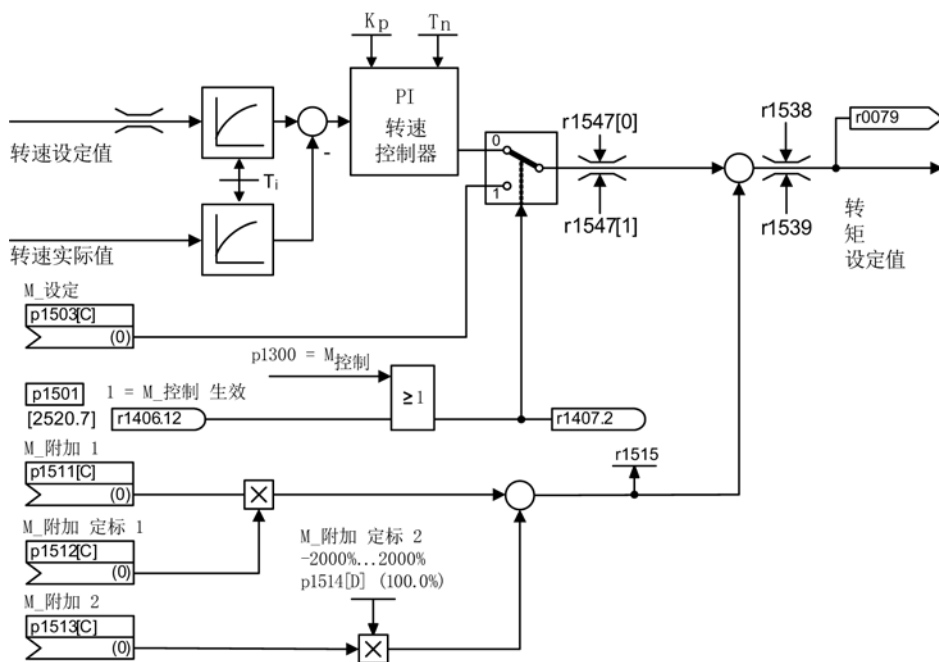 Kp
Tn
PI
转速
控制器
转速设定值
-
Ti
转速实际值
0
1
r1547[0]
r1547[1]
r1538
r1539
r0079
转
矩
设定值
M_设定
p1503[C]
(0)
p1300 = M控制
p1501
1 = M_控制 生效
[2520.7]
r1406.12
≥1
r1407.2
M_附加 1
p1511[C]
(0)
r1515
M_附加 定标 1
p1512[C]
(0)
M_附加 定标 2
-2000%...2000%
p1514[D] (100.0%)
M_附加 2
p1513[C]
(0)